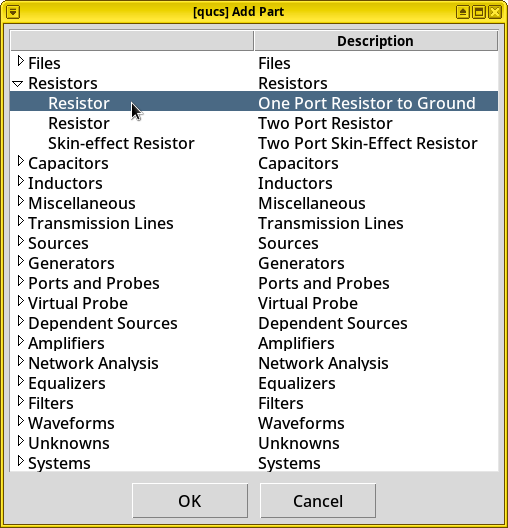 [qucs] Add Part
Description
Files Files
Resistors Resistors
Resistor One Port Resistor to Ground
Resistor Two Port Resistor
Skin-effect Resistor Two Port Skin-Effect Resistor
Capacitors Capacitors
Inductors Inductors
Miscellaneous Miscellaneous
Transmission Lines Transmission Lines
Sources Sources
Generators Generators
Ports and Probes Ports and Probes
Virtual Probe Virtual Probe
Dependent Sources Dependent Sources
Amplifiers Amplifiers
Network Analysis Network Analysis
Equalizers Equalizers
Filters Filters
Waveforms Waveforms
Unknowns Unknowns
Systems Systems
OK Cancel